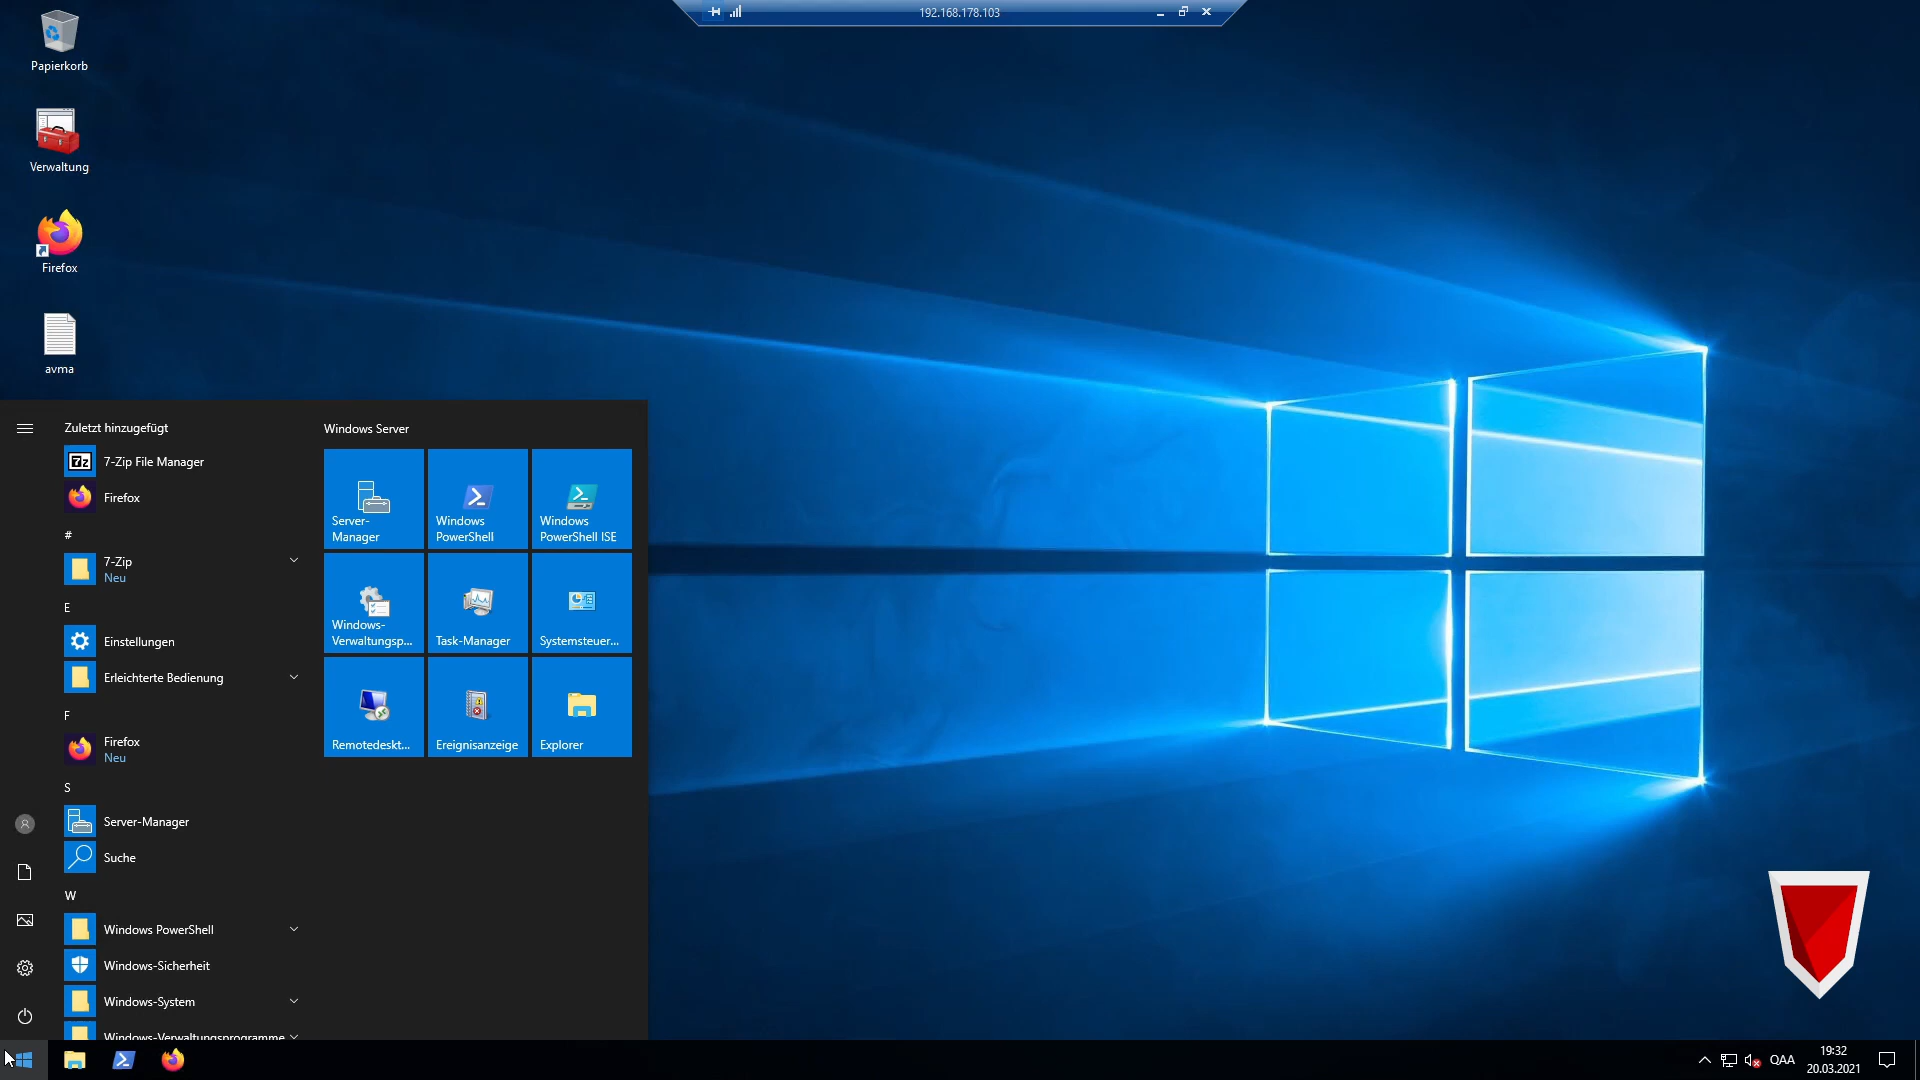 192.168.178.103
Papierkorb
Verwaltung
Firefox
avma
Zuletzt hinzugefügt
7-Zip File Manager
Firefox
#
7-Zip
Neu
E
Einstellungen
Erleichterte Bedienung
F
Firefox
Neu
S
Server-Manager
Suche
W
Windows PowerShell
Windows-Sicherheit
Windows-System
Windows-Verwaltungsprogramme
Windows Server
Server-
Manager
Windows
PowerShell
Windows
PowerShell ISE
Windows-
Verwaltungsp...
Task-Manager
Systemsteuer...
Remotedeskt...
Ereignisanzeige
Explorer
QAA
19:32
20.03.2021